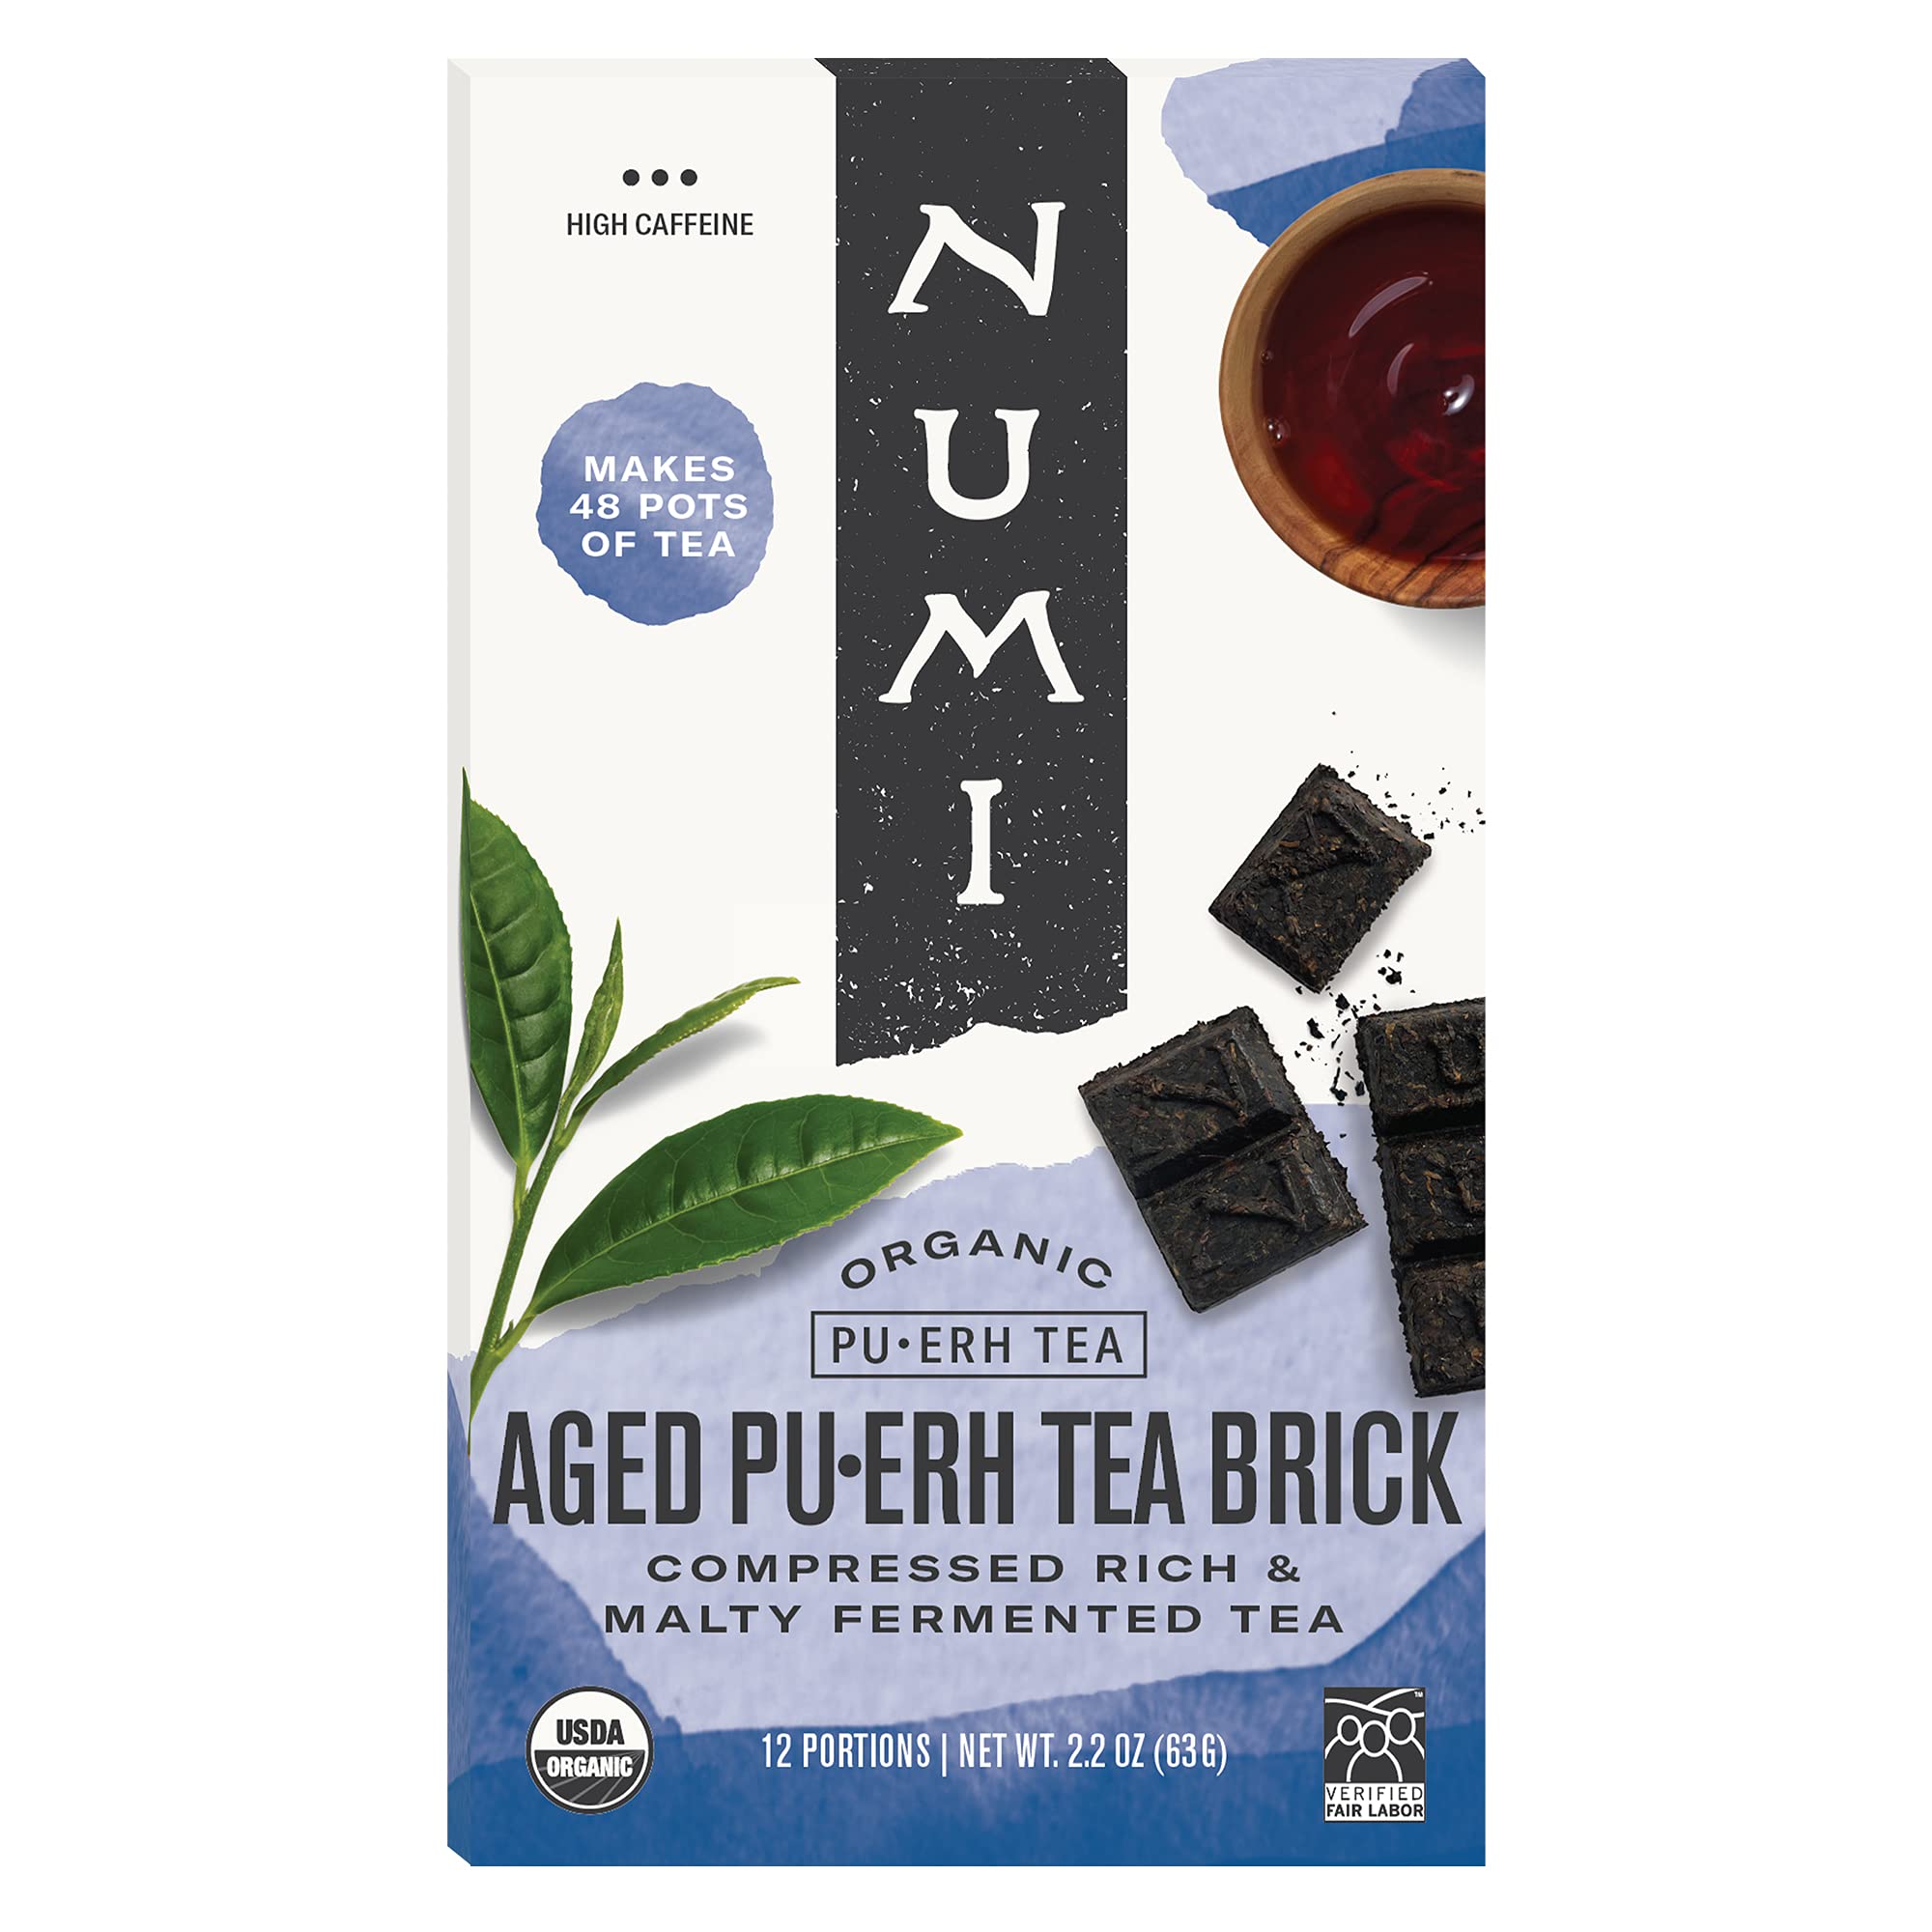 HIGH CAFFEINE
MAKES
48 POTS
OF TEA
NUMI
ORGANIC
PU•ERH TEA
AGED PU•ERH TEA BRICK
COMPRESSED RICH &
MALTY FERMENTED TEA
USDA
ORGANIC
12 PORTIONS | NET WT. 2.2 OZ (63G)
TM
VERIFIED
FAIR LABOR